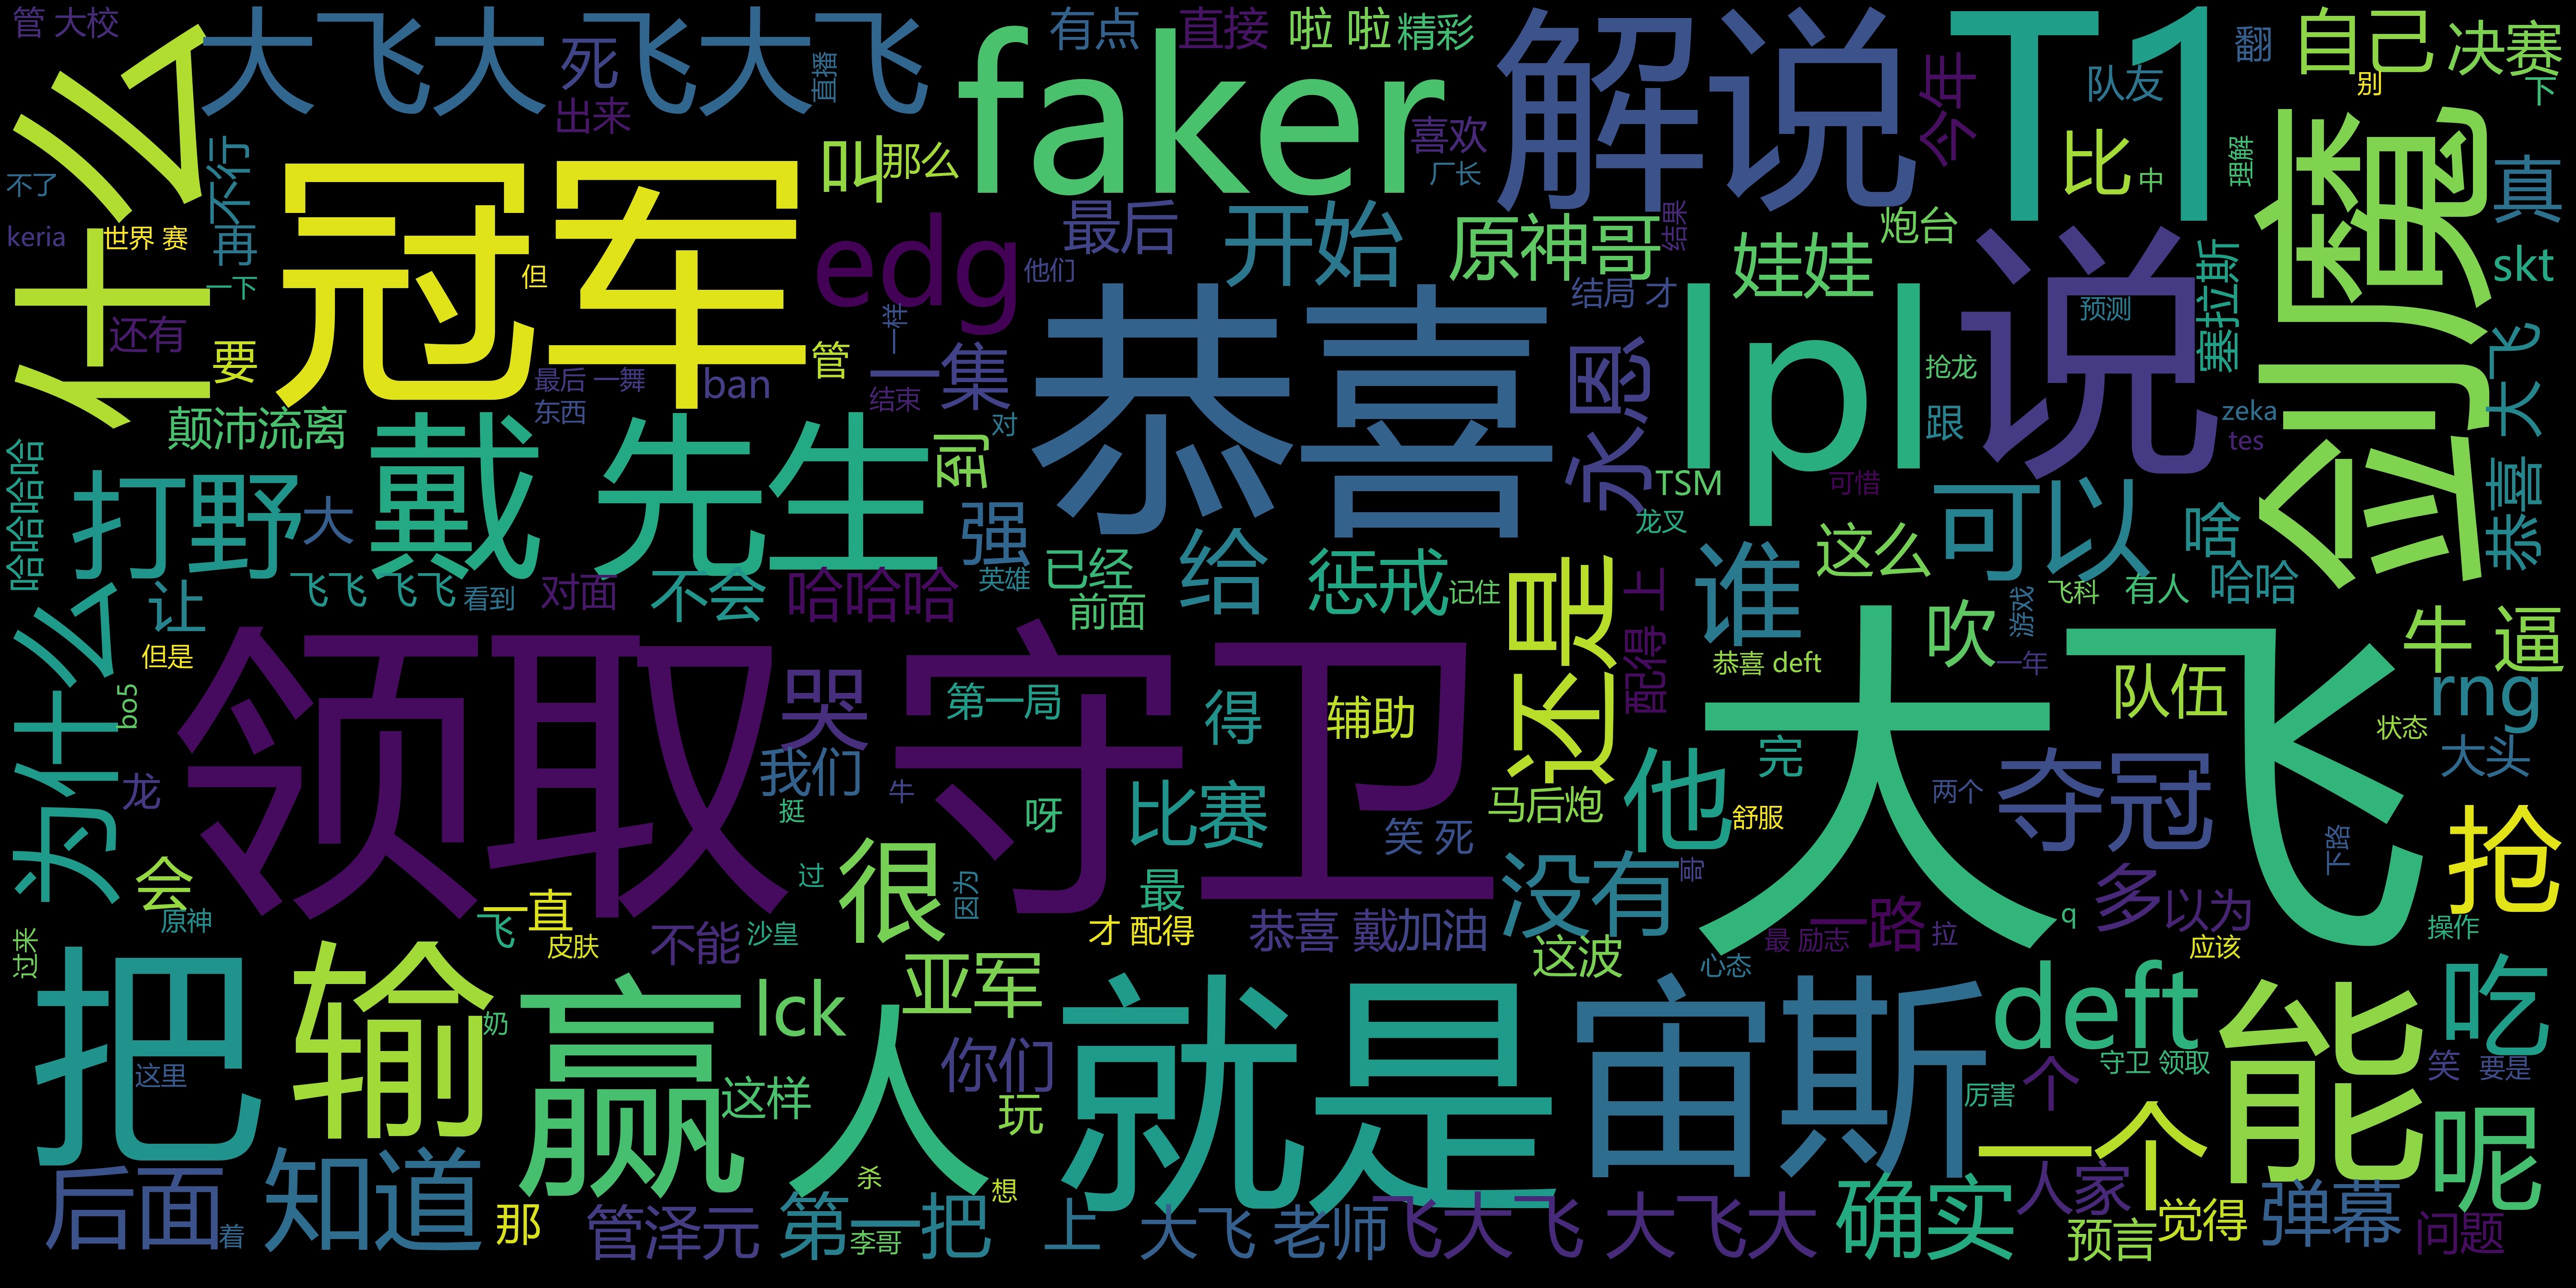 管 大校
大飞大飞大飞
死
出来
直播
有点
直接
啦 啦
精彩
faker
解说
T1
今年
队友
翻
自己
决赛
别
下
什么
冠军
叫
那么
喜欢
厂长
比
中
理解
剑魔
真
不了
再不行
keria
世界 赛
一下
但
edg
他们
最后
开始
原神哥
结果
娃娃
炮台
说
塞拉斯
skt
还有
要
管
一样
一集
结束
最后 一舞
东西
ban
恭喜
结局 才
永恩
lpl
预测
抢龙
跟
zeka
tes
恭喜 大飞
颠沛流离
戴 先生
到
对
TSM
龙叉
可惜
哈哈哈哈
打野
大
强
已经
前面
给
惩戒
记住
还是
谁
这么
可以
啥
哈哈
为什么
让
飞飞 飞飞
看到
对面
不会
哈哈哈
英雄
配得 上
吹
游戏
飞科
有人
一年
牛 逼
但是
bo5
领取
守卫
恭喜 deft
大飞
队伍
rng
状态
大头
哭
我们
第一局
得
辅助
龙
牛
挺
呀
比赛
笑 死
马后炮
他
完
舒服
两个
夺冠
下路
抢
会
原神
过
很
因为
最
没有
哥
多
以为
过来
一直
飞
皮肤
不能
沙皇
才 配得
恭喜 戴加油
这波
心态
最 励志
一路
拉
q
应该
操作
把
这里
输
奶
赢
lck
人
亚军
你们
玩
就是
宙斯
deft
个
厉害
守卫 领取
能
吃
笑
要是
这样
一个
呢
后面
着
知道
那
管泽元
第一把
杀
李哥
想
上
大飞 老师
飞大飞 大飞大
确实
人家
预言
觉得
弹幕
问题